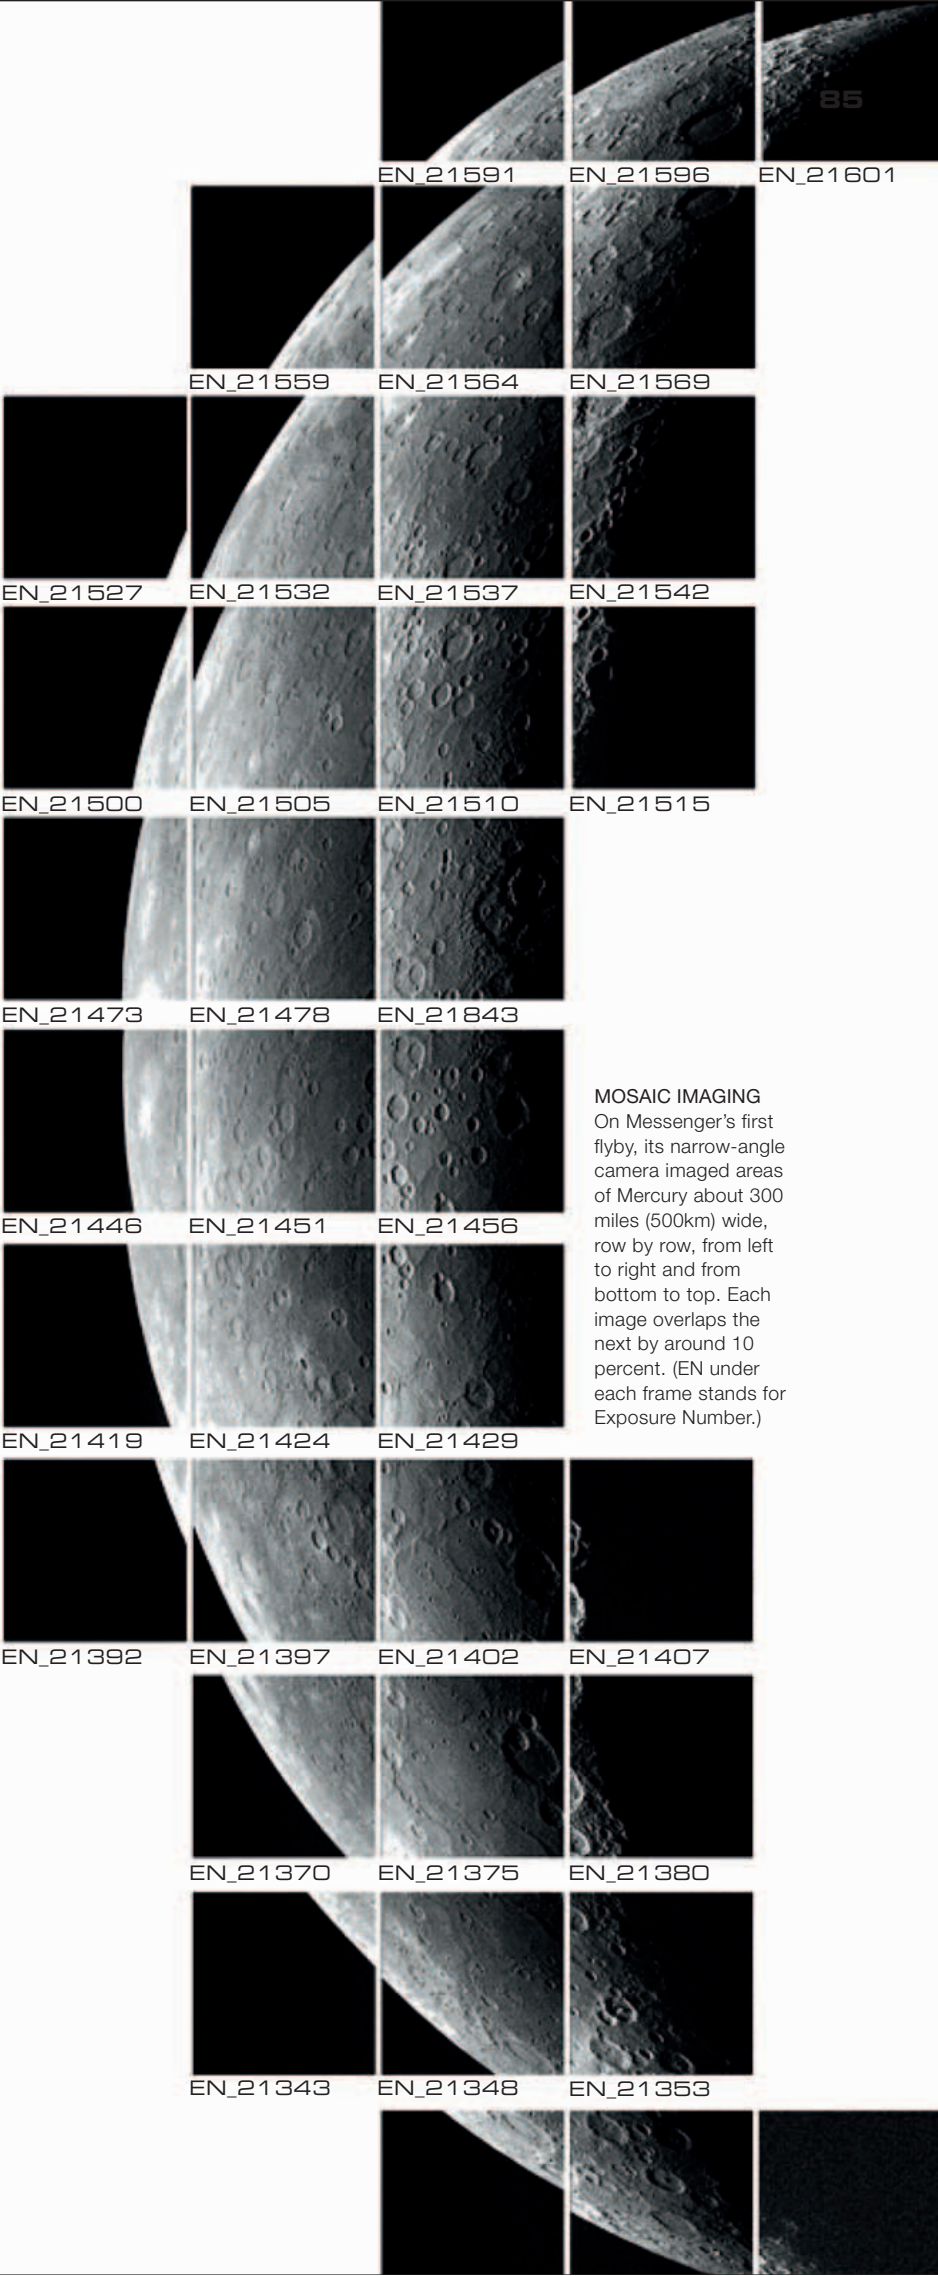 85
EN_21591 EN_21596 EN_21601
EN_21559 EN_21564 EN_21569
EN_21527 EN_21532 EN_21537 EN_21542
EN_21500 EN_21505 EN_21510 EN_21515
EN_21473 EN_21478 EN_21843
EN_21446 EN_21451 EN_21456
MOSAIC IMAGING
On Messenger’s first
flyby, its narrow-angle
camera imaged areas
of Mercury about 300
miles (500km) wide,
row by row, from left
to right and from
bottom to top. Each
image overlaps the
next by around 10
percent. (EN under
each frame stands for
Exposure Number.)
EN_21419 EN_21424 EN_21429
EN_21392 EN_21397 EN_21402 EN_21407
EN_21370 EN_21375 EN_21380
EN_21343 EN_21348 EN_21353